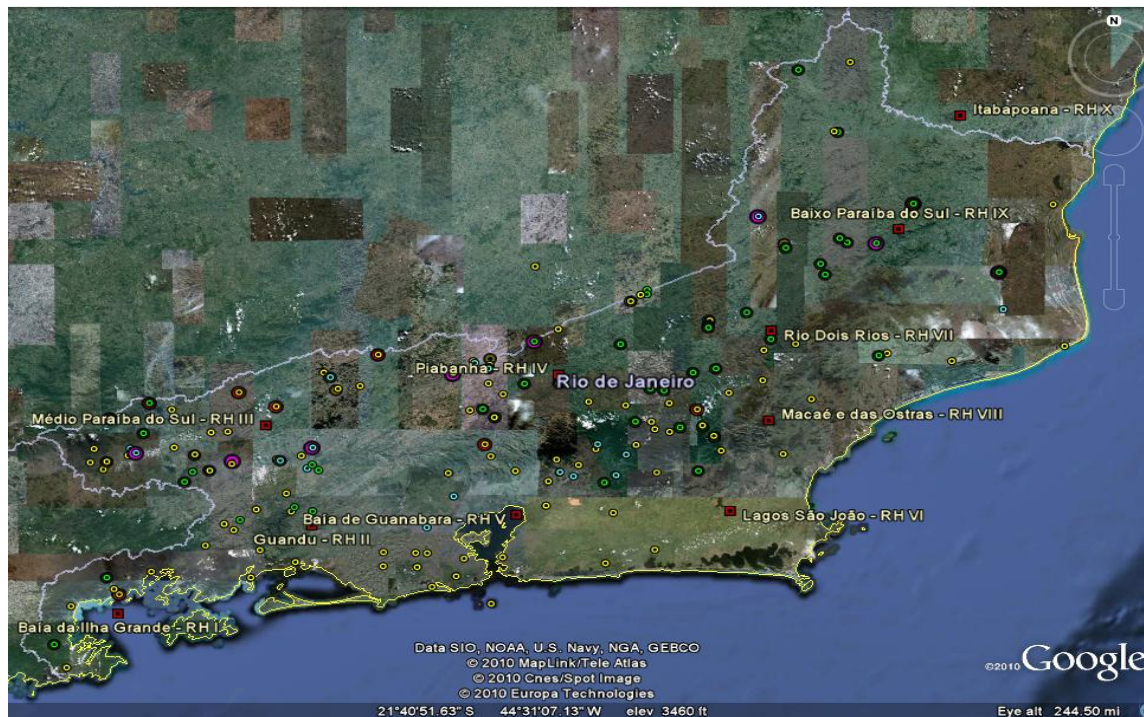 N
Itabapoana - RH X
Baixo Paraíba do Sul - RH IX
Rio Dois Rios - RH VII
Piabanha - RH IV
Rio de Janeiro
Médio Paraíba do Sul - RH III
Macaé e das Ostras - RH VIII
Baía de Guanabara - RH V
Lagos São João - RH VI
Guandu - RH II
Baía da Ilha Grande - RH I
Data SIO, NOAA, U.S. Navy, NGA, GEBCO
© 2010 MapLink/Tele Atlas
© 2010 Cnes/Spot Image
© 2010 Europa Technologies
©2010 Google
21°40'51.63" S 44°31'07.13" W elev 3460 ft Eye alt 244.50 mi